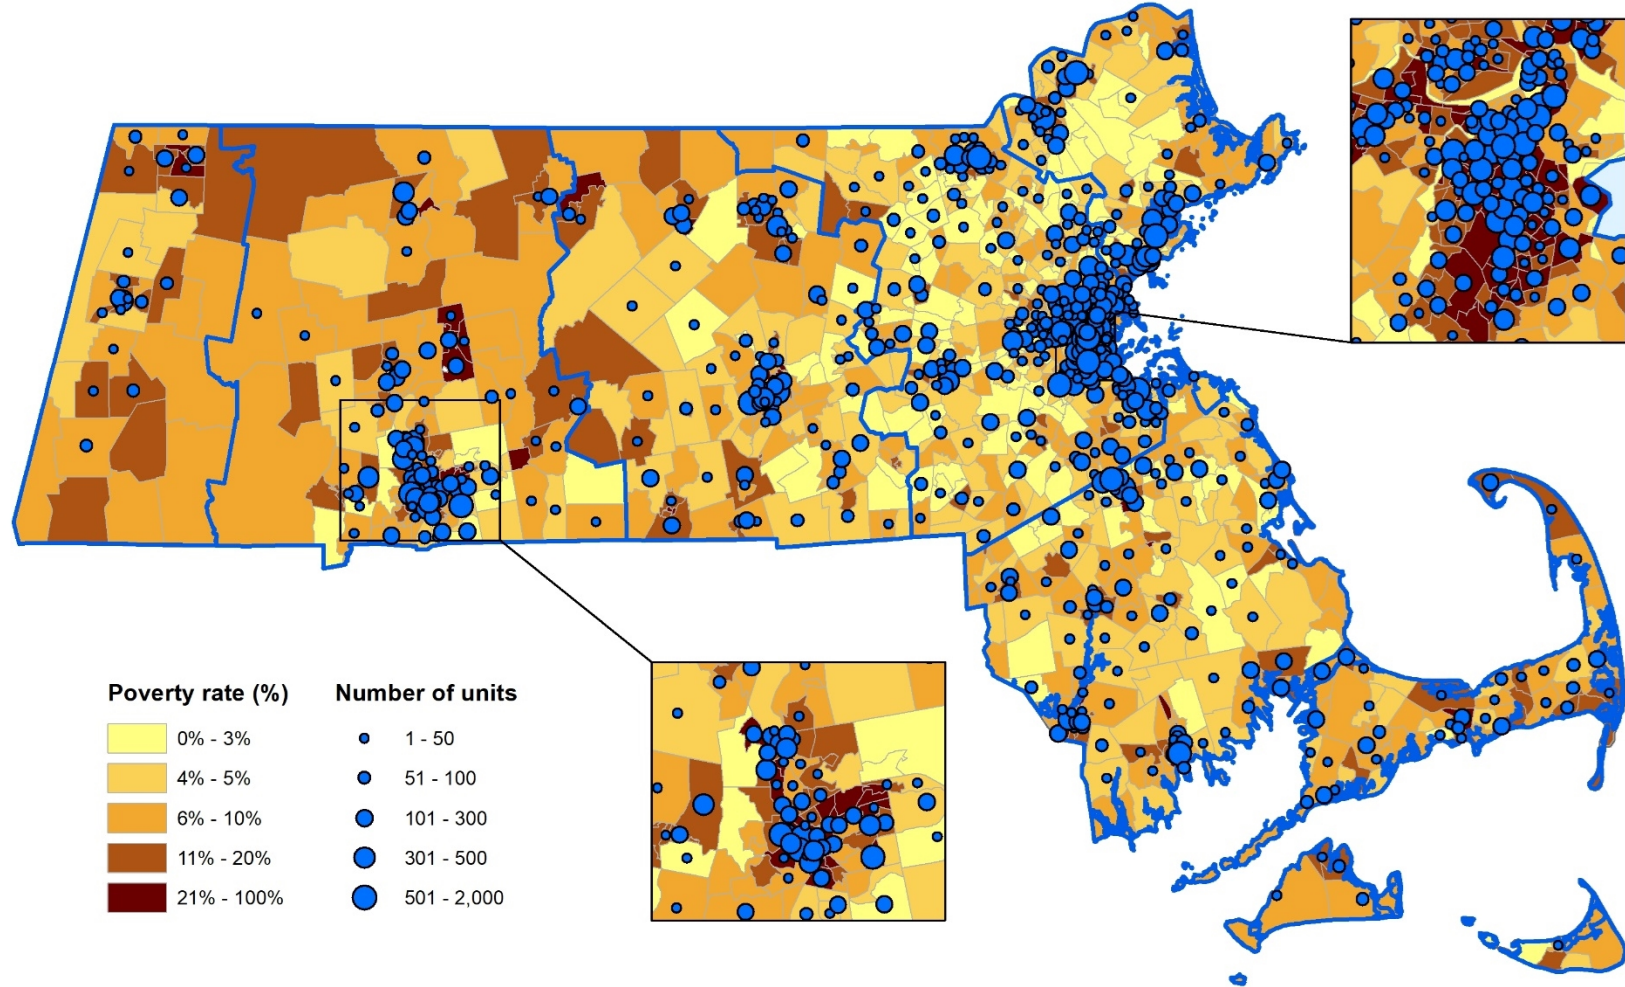 Poverty rate (%)
0% - 3%
4% - 5%
6% - 10%
11% - 20%
21% - 100%
Number of units
1 - 50
51 - 100
101 - 300
301 - 500
501 - 2,000